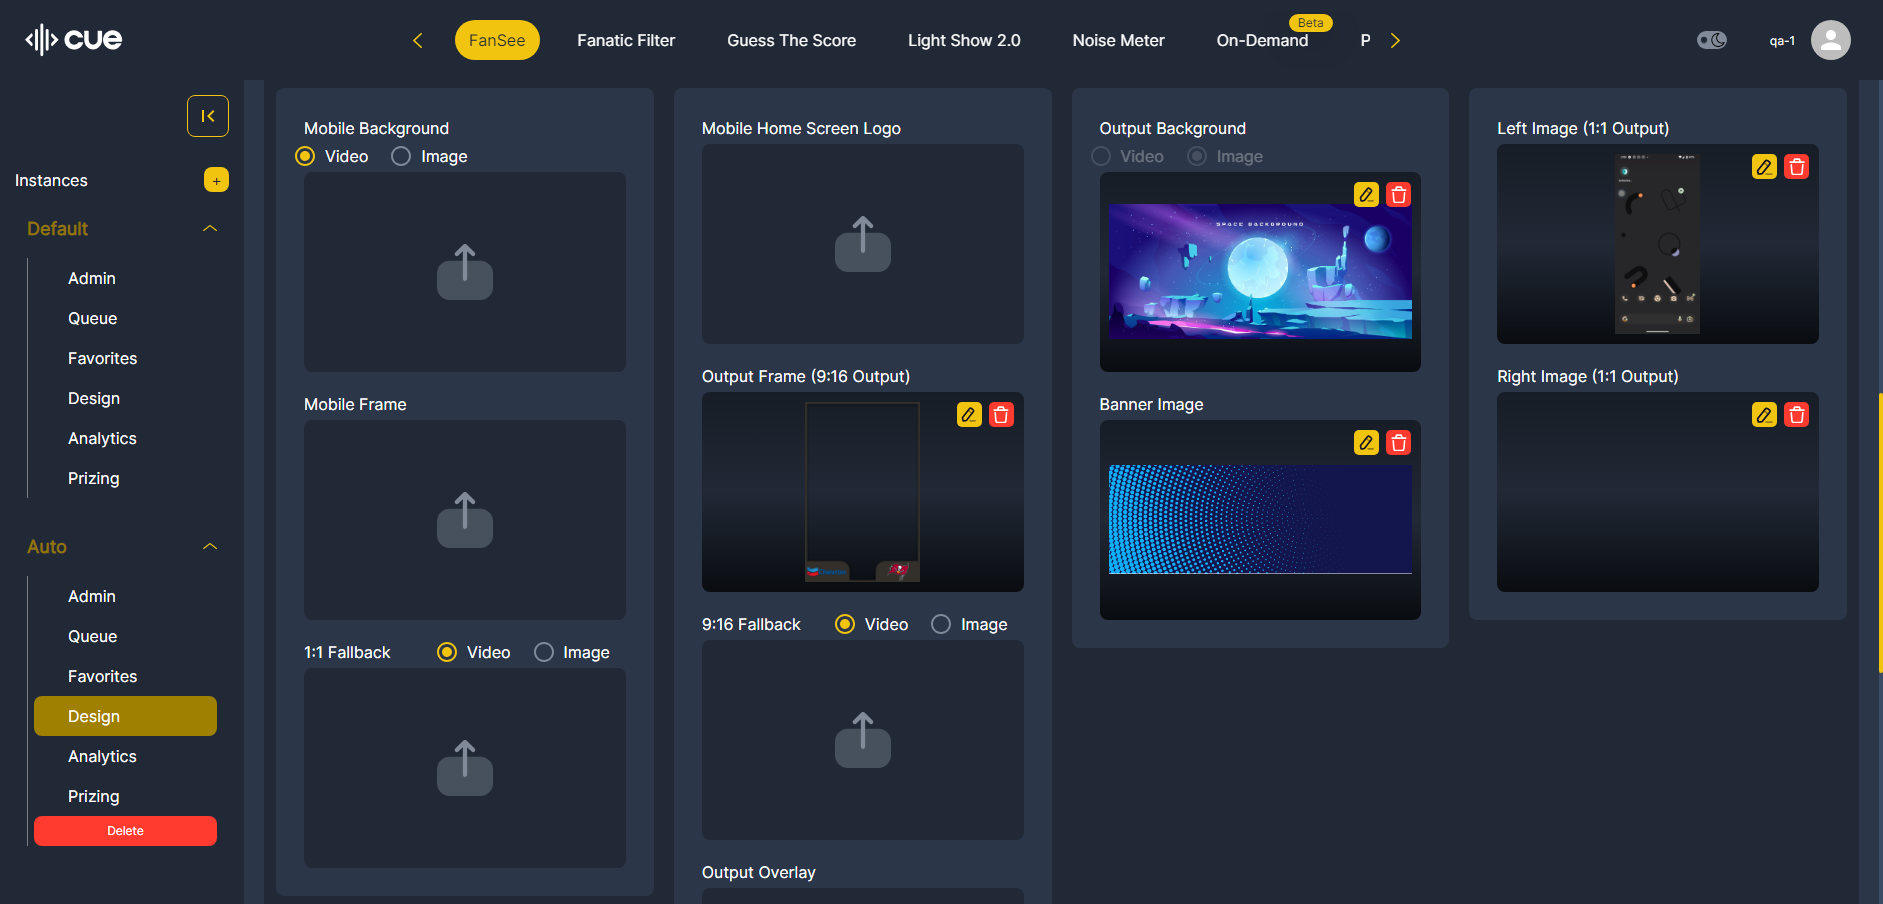 cue
FanSee
Fanatic Filter
Guess The Score
Light Show 2.0
Noise Meter
On-Demand
Beta
P
qa-1
Instances
+
Default
Admin
Queue
Favorites
Design
Analytics
Prizing
Auto
Admin
Queue
Favorites
Design
Analytics
Prizing
Delete
Mobile Background
Video
Image
Mobile Frame
1:1 Fallback
Video
Image
Mobile Home Screen Logo
Output Frame (9:16 Output)
9:16 Fallback
Video
Image
Output Overlay
Output Background
Video
Image
SPACE BACKGROUND
Banner Image
Left Image (1:1 Output)
Right Image (1:1 Output)